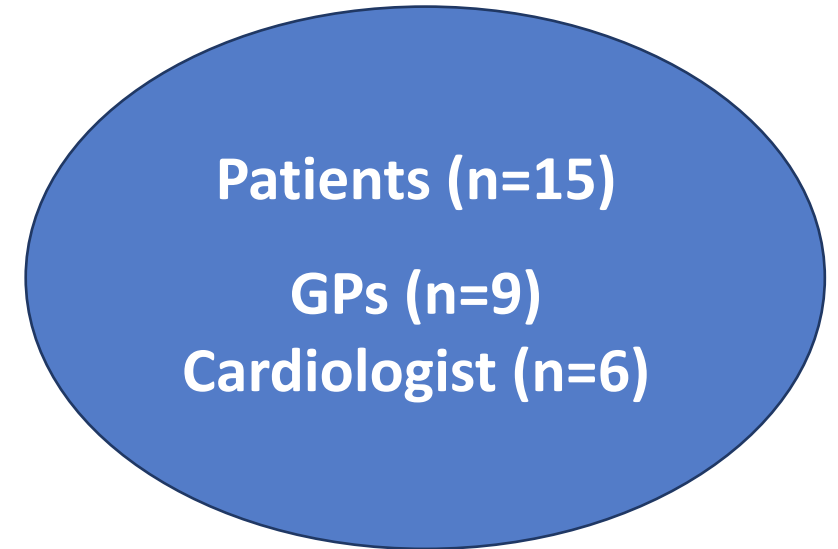 Patients (n=15)
GPs (n=9)
Cardiologist (n=6)